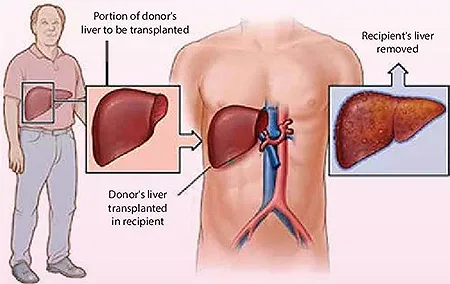 Portion of donor's
liver to be transplanted
Recipient's liver
removed
Donor's liver
transplanted
in recipient